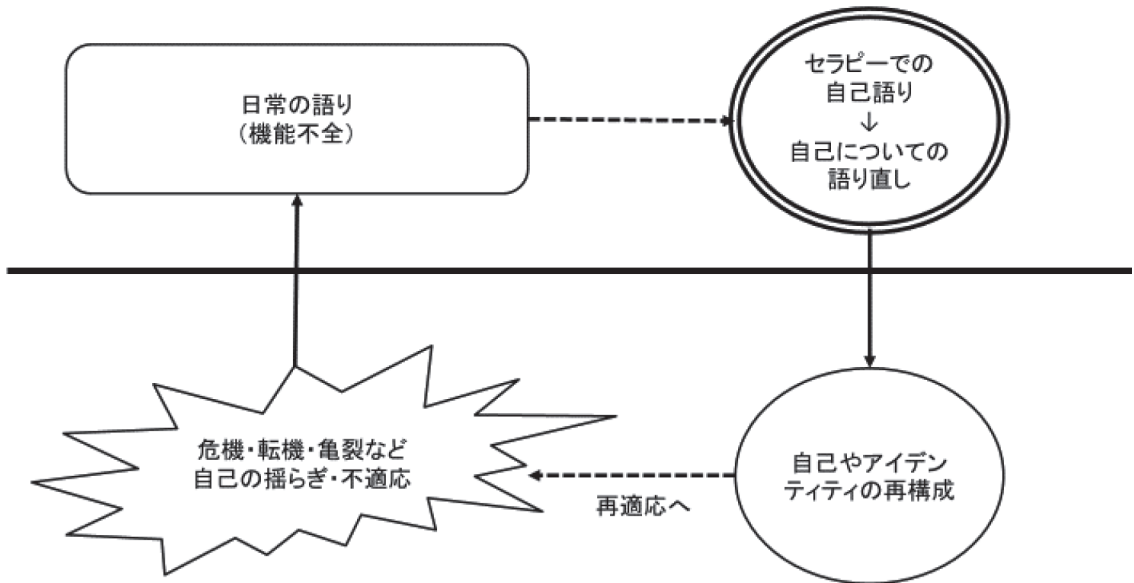 日常の語り
(機能不全)
セラピーでの
自己語り
↓
自己についての
語り直し
危機・転機・亀裂など
自己の揺らぎ・不適応
再適応へ
自己やアイデン
ティティの再構成